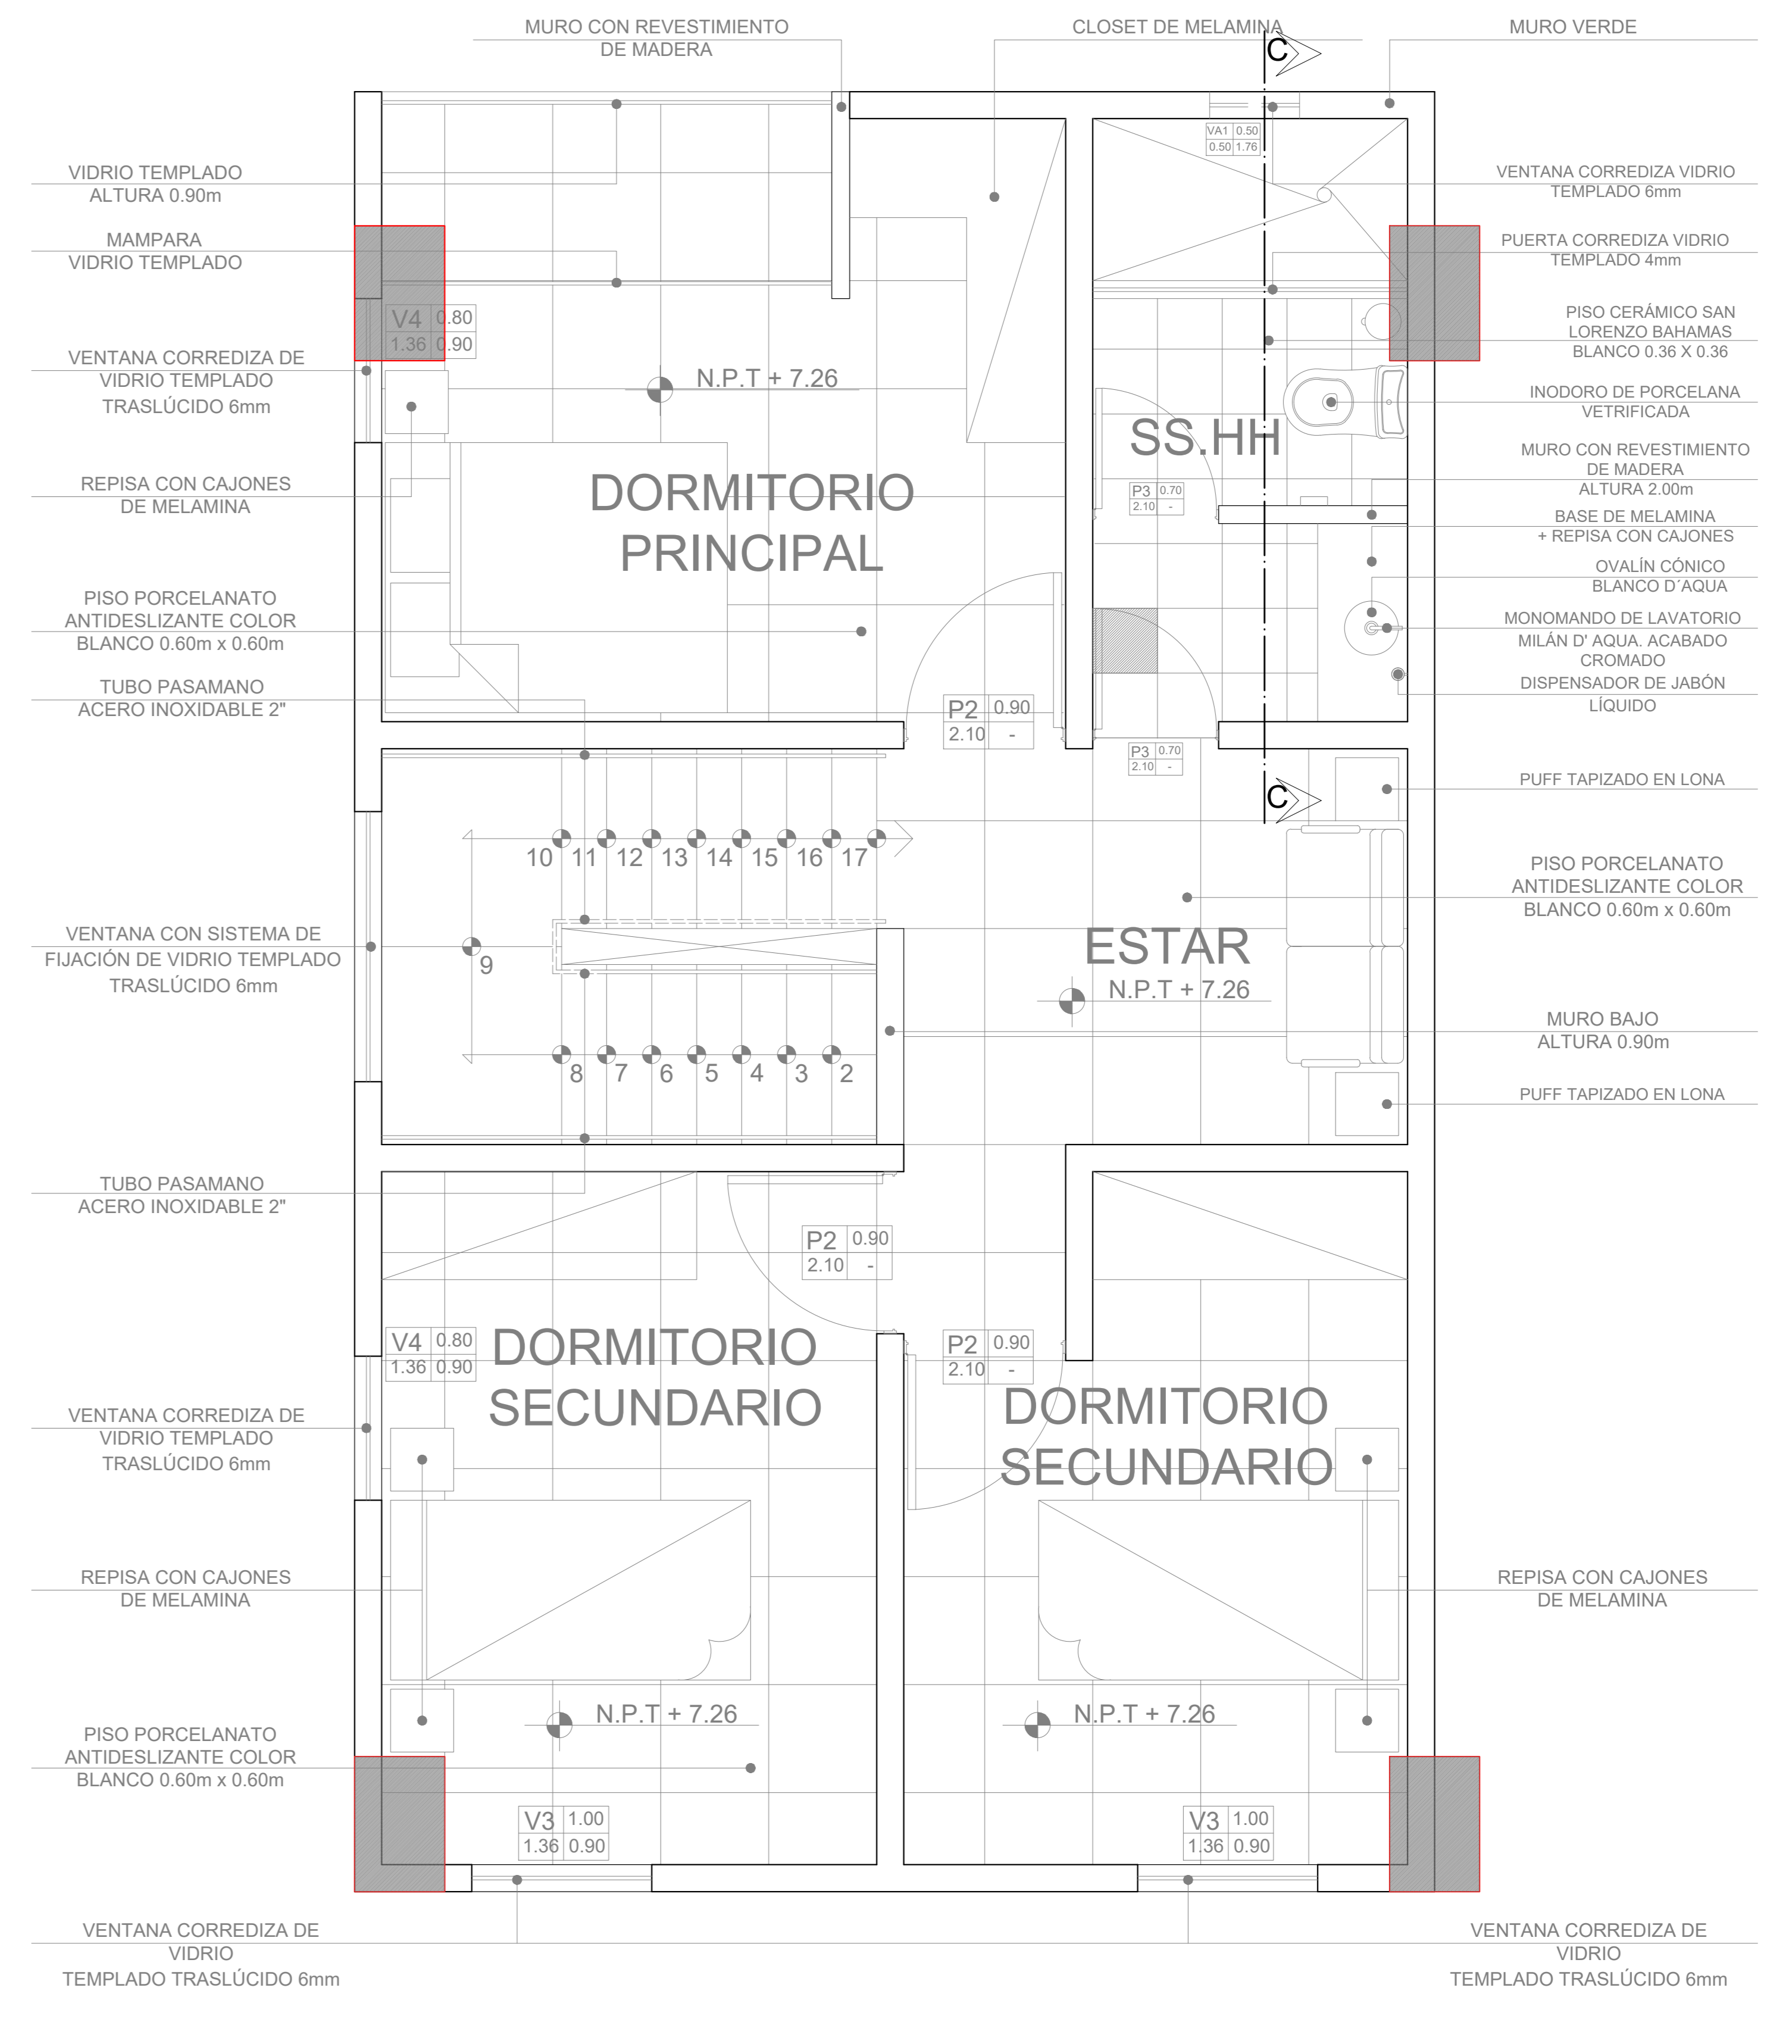 MURO CON REVESTIMIENTO
DE MADERA
CLOSET DE MELAMINA
MURO VERDE
C
VIDRIO TEMPLADO
ALTURA 0.90m
MAMPARA
VIDRIO TEMPLADO
VENTANA CORREDIZA DE
VIDRIO TEMPLADO
TRASLÚCIDO 6mm
REPISA CON CAJONES
DE MELAMINA
PISO PORCELANATO
ANTIDESLIZANTE COLOR
BLANCO 0.60m x 0.60m
TUBO PASAMANO
ACERO INOXIDABLE 2"
VENTANA CON SISTEMA DE
FIJACIÓN DE VIDRIO TEMPLADO
TRASLÚCIDO 6mm
TUBO PASAMANO
ACERO INOXIDABLE 2"
VENTANA CORREDIZA DE
VIDRIO TEMPLADO
TRASLÚCIDO 6mm
REPISA CON CAJONES
DE MELAMINA
PISO PORCELANATO
ANTIDESLIZANTE COLOR
BLANCO 0.60m x 0.60m
VENTANA CORREDIZA DE
VIDRIO
TEMPLADO TRASLÚCIDO 6mm
VA1 0.50
0.50 1.76
V4 0.80
1.36 0.90
N.P.T + 7.26
DORMITORIO
PRINCIPAL
SS.HH
P3 0.70
2.10 -
P2 0.90
2.10 -
P3 0.70
2.10 -
C
10 11 12 13 14 15 16 17
9
8 7 6 5 4 3 2
ESTAR
N.P.T + 7.26
P2 0.90
2.10 -
V4 0.80
1.36 0.90
DORMITORIO
SECUNDARIO
P2 0.90
2.10 -
DORMITORIO
SECUNDARIO
N.P.T + 7.26
N.P.T + 7.26
V3 1.00
1.36 0.90
V3 1.00
1.36 0.90
VENTANA CORREDIZA VIDRIO
TEMPLADO 6mm
PUERTA CORREDIZA VIDRIO
TEMPLADO 4mm
PISO CERÁMICO SAN
LORENZO BAHAMAS
BLANCO 0.36 X 0.36
INODORO DE PORCELANA
VETRIFICADA
MURO CON REVESTIMIENTO
DE MADERA
ALTURA 2.00m
BASE DE MELAMINA
+ REPISA CON CAJONES
OVALÍN CÓNICO
BLANCO D´AQUA
MONOMANDO DE LAVATORIO
MILÁN D' AQUA. ACABADO
CROMADO
DISPENSADOR DE JABÓN
LÍQUIDO
PUFF TAPIZADO EN LONA
PISO PORCELANATO
ANTIDESLIZANTE COLOR
BLANCO 0.60m x 0.60m
MURO BAJO
ALTURA 0.90m
PUFF TAPIZADO EN LONA
REPISA CON CAJONES
DE MELAMINA
VENTANA CORREDIZA DE
VIDRIO
TEMPLADO TRASLÚCIDO 6mm